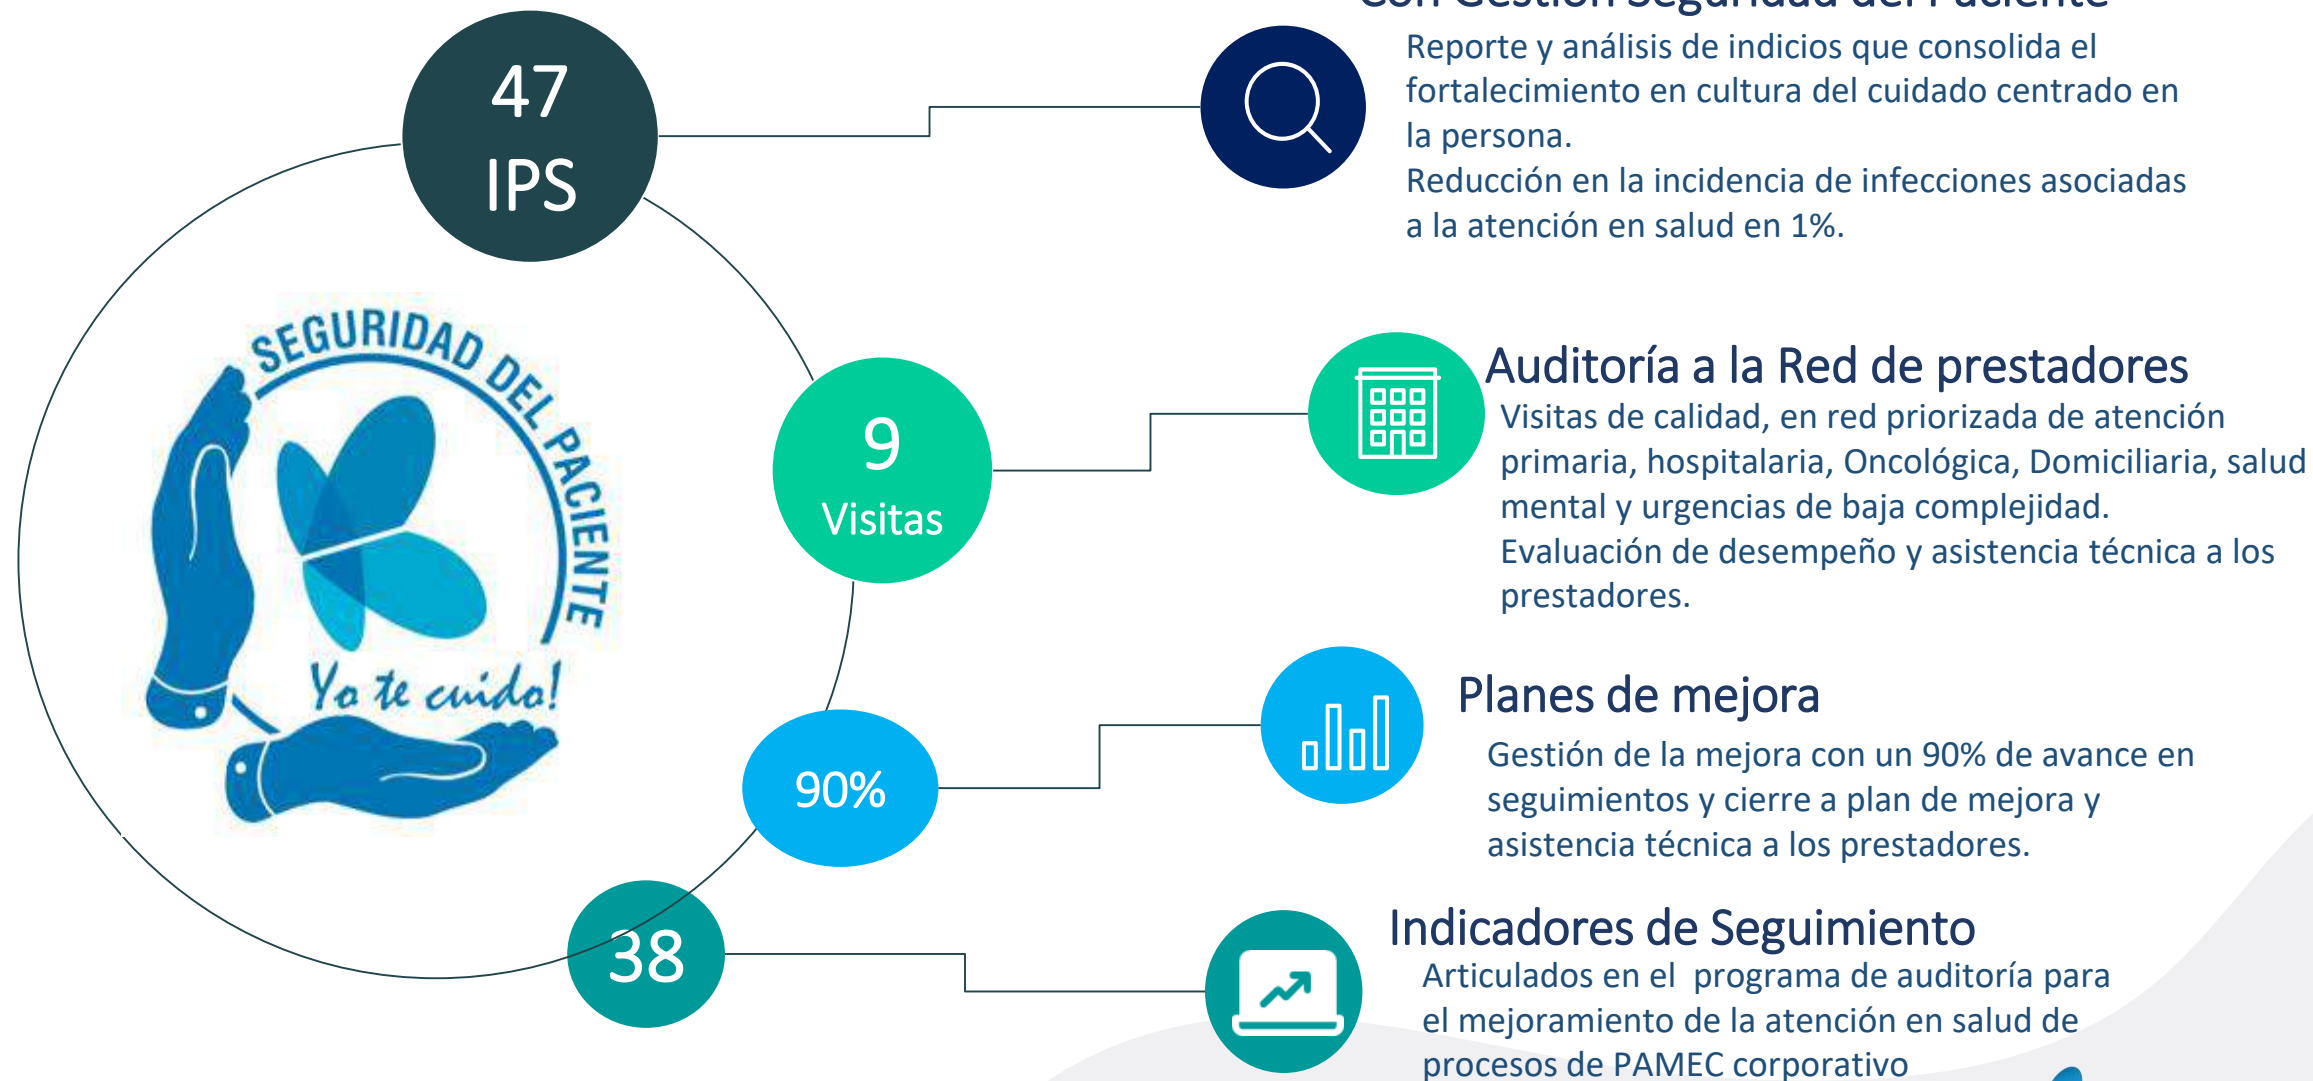 Con Gestión Seguridad del Paciente
47
IPS
Reporte y análisis de indicios que consolida el
fortalecimiento en cultura del cuidado centrado en
la persona.
Reducción en la incidencia de infecciones asociadas
a la atención en salud en 1%.
SEGURIDAD DEL PACIENTE
Yo te cuido!
9
Visitas
Auditoría a la Red de prestadores
Visitas de calidad, en red priorizada de atención
primaria, hospitalaria, Oncológica, Domiciliaria, salud
mental y urgencias de baja complejidad.
Evaluación de desempeño y asistencia técnica a los
prestadores.
90%
Planes de mejora
Gestión de la mejora con un 90% de avance en
seguimientos y cierre a plan de mejora y
asistencia técnica a los prestadores.
38
Indicadores de Seguimiento
Articulados en el  programa de auditoría para
el mejoramiento de la atención en salud de
procesos de PAMEC corporativo